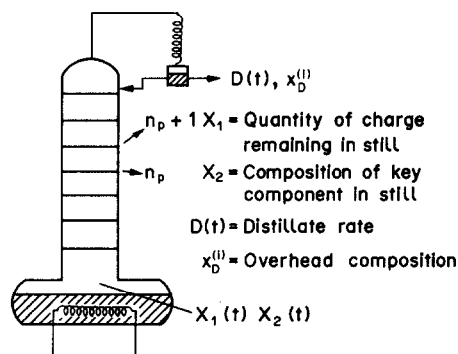 D(t), x_D^(i)
n_p + 1 X_1 = Quantity of charge
remaining in still
n_p X_2 = Composition of key
component in still
D(t) = Distillate rate
x_D^(i) = Overhead composition
X_1 (t) X_2 (t)